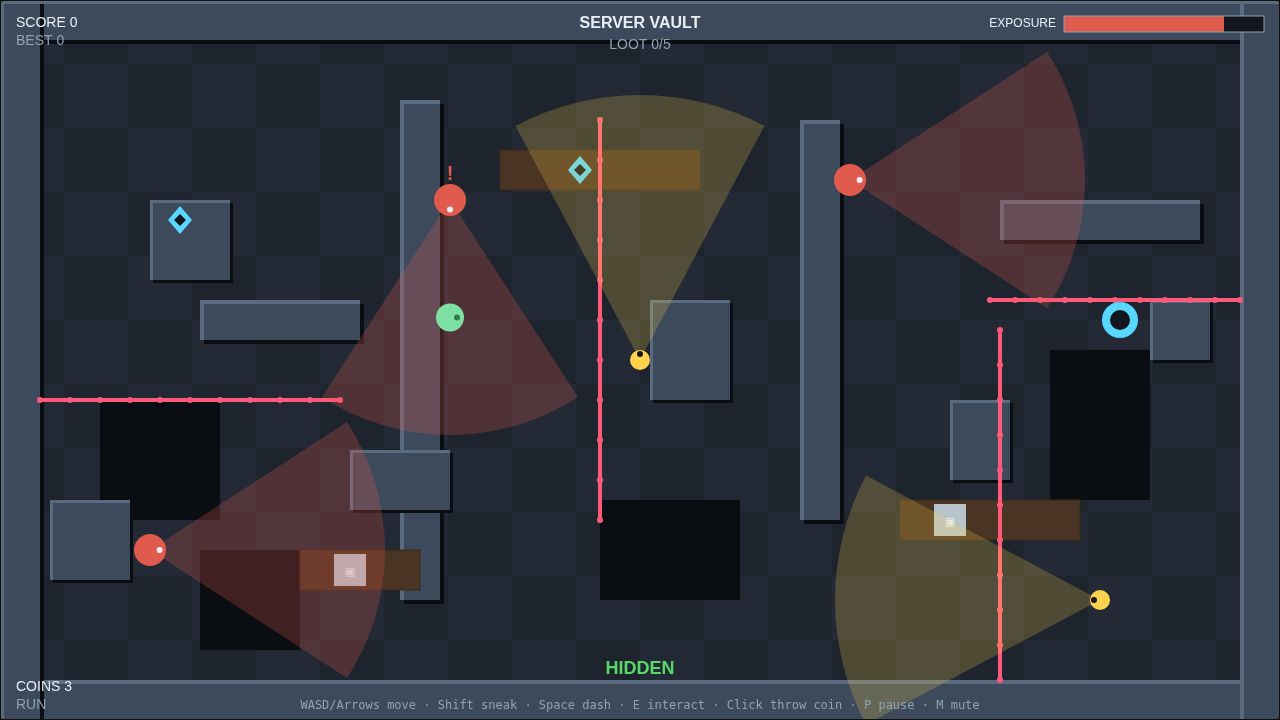 SCORE 0
BEST 0
SERVER VAULT
LOOT 0/5
EXPOSURE
!
HIDDEN
COINS 3
RUN
WASD/Arrows move · Shift sneak · Space dash · E interact · Click throw coin · P pause · M mute